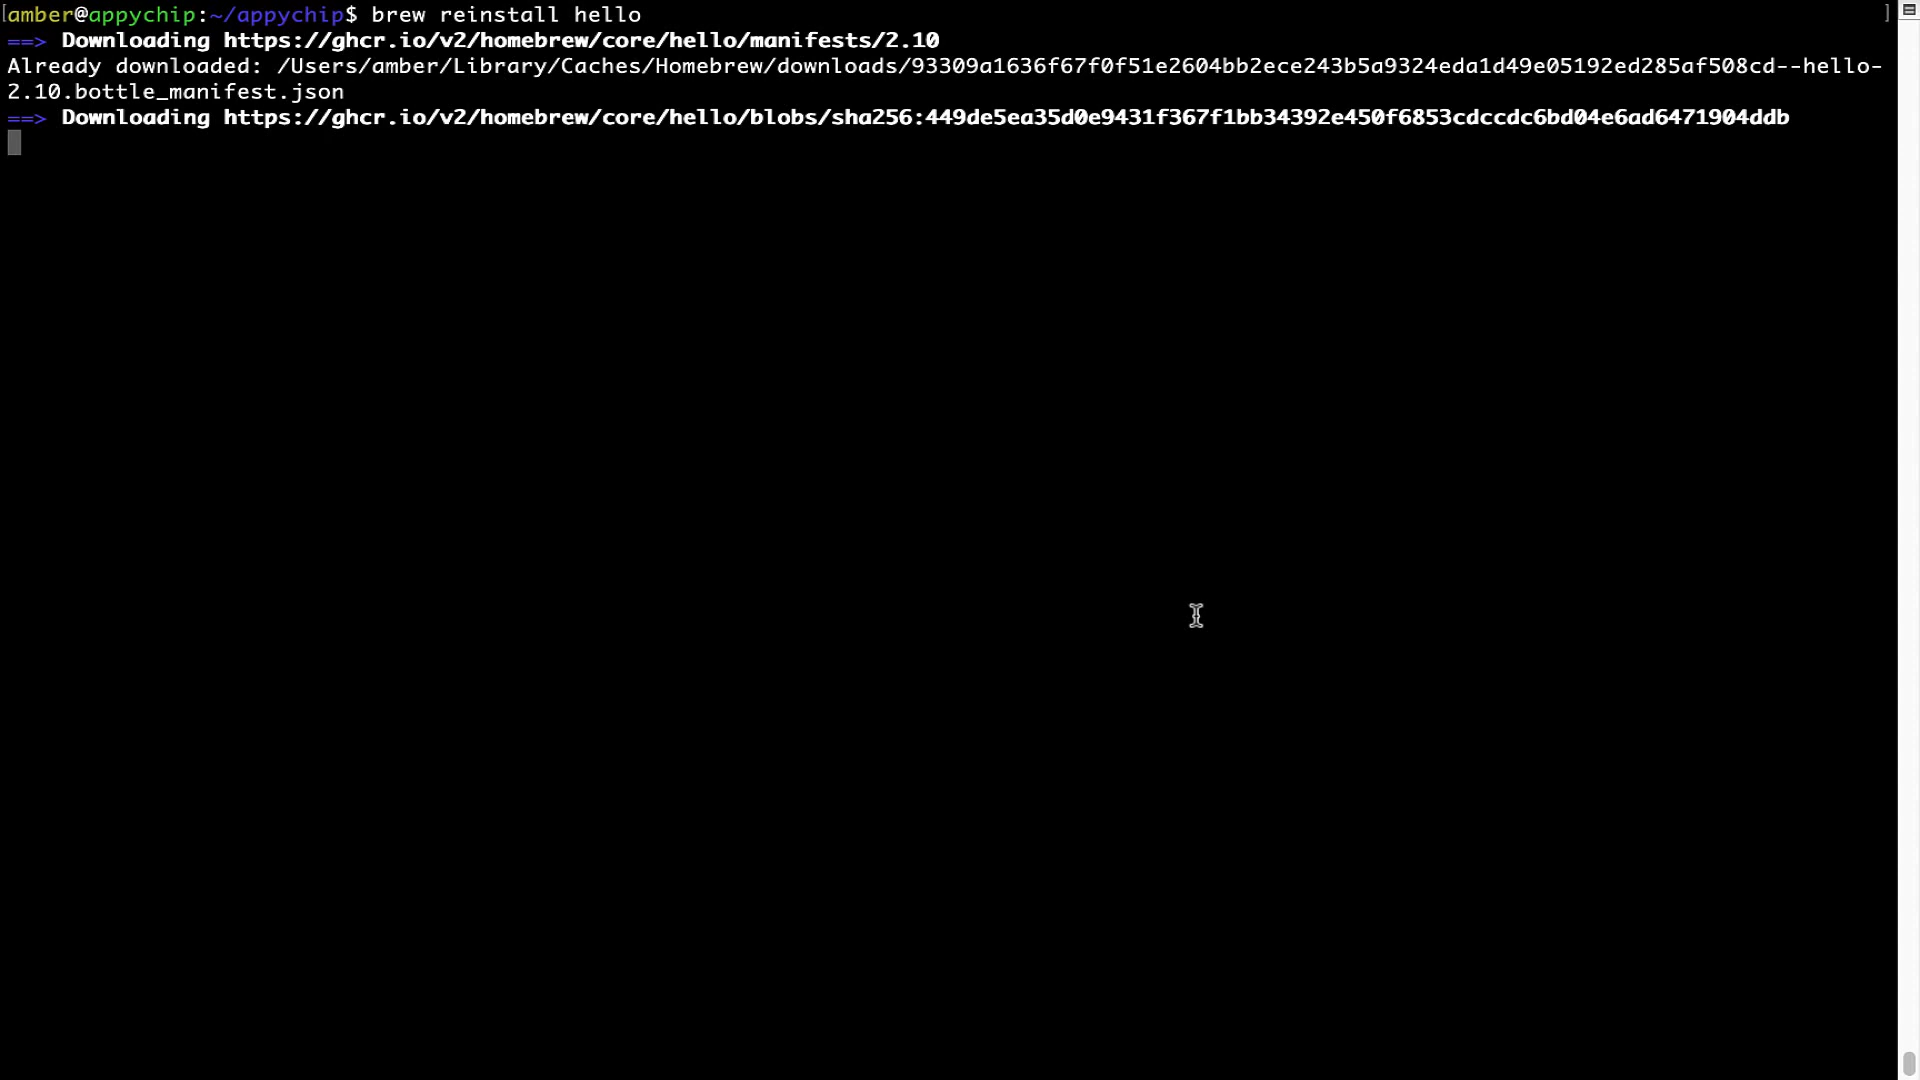 [amber@appychip:~/appychip$ brew reinstall hello ]
==> Downloading https://ghcr.io/v2/homebrew/core/hello/manifests/2.10
Already downloaded: /Users/amber/Library/Caches/Homebrew/downloads/93309a1636f67f0f51e2604bb2ece243b5a9324eda1d49e05192ed285af508cd--hello-
2.10.bottle_manifest.json
==> Downloading https://ghcr.io/v2/homebrew/core/hello/blobs/sha256:449de5ea35d0e9431f367f1bb34392e450f6853cdccdc6bd04e6ad6471904ddb